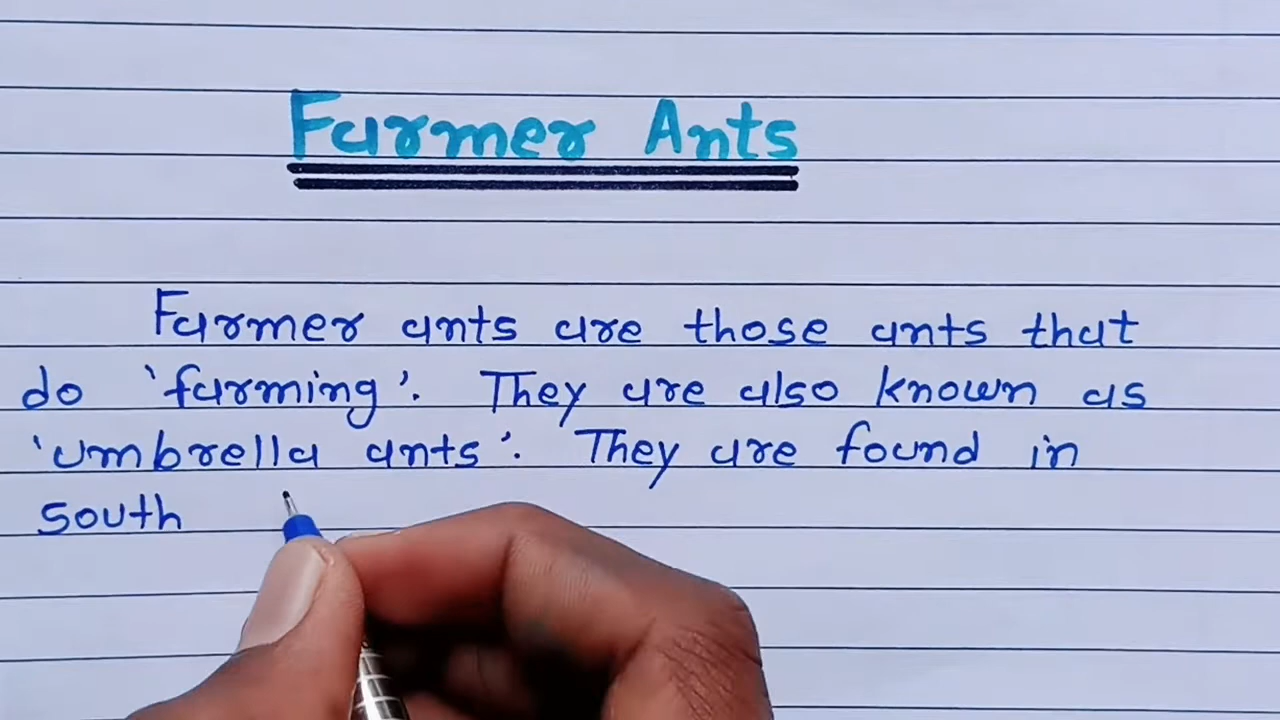 Farmer Ants
Farmer ants are those ants that
do 'farming'. They are also known as
'umbrella ants'. They are found in
south